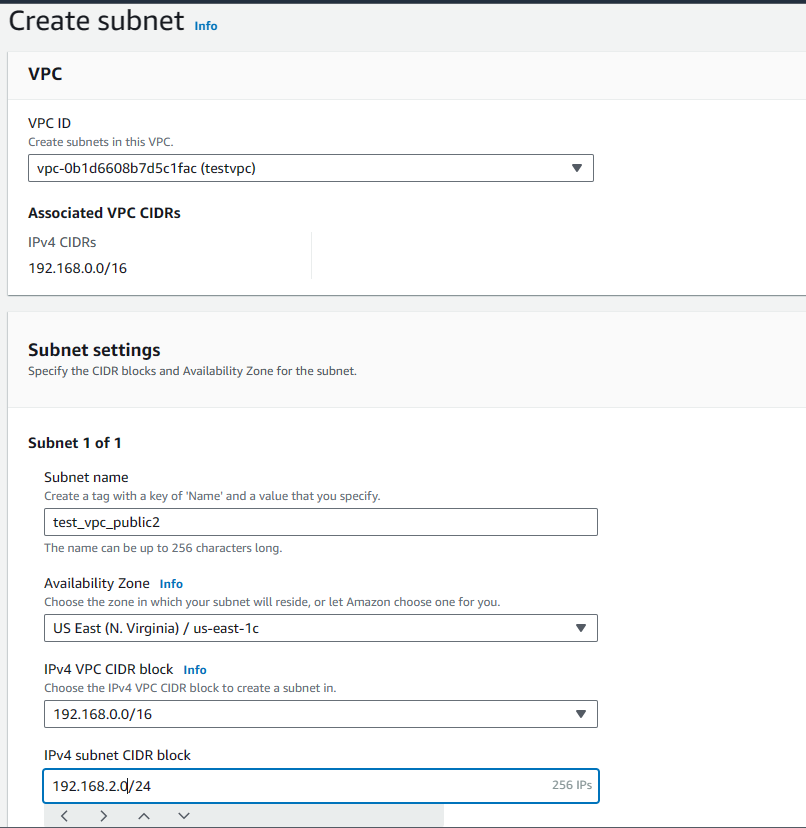 Create subnet Info
VPC
VPC ID
Create subnets in this VPC.
vpc-0b1d6608b7d5c1fac (testvpc)
Associated VPC CIDRs
IPv4 CIDRs
192.168.0.0/16
Subnet settings
Specify the CIDR blocks and Availability Zone for the subnet.
Subnet 1 of 1
Subnet name
Create a tag with a key of 'Name' and a value that you specify.
test_vpc_public2
The name can be up to 256 characters long.
Availability Zone Info
Choose the zone in which your subnet will reside, or let Amazon choose one for you.
US East (N. Virginia) / us-east-1c
IPv4 VPC CIDR block Info
Choose the IPv4 VPC CIDR block to create a subnet in.
192.168.0.0/16
IPv4 subnet CIDR block
192.168.2.0/24 256 IPs